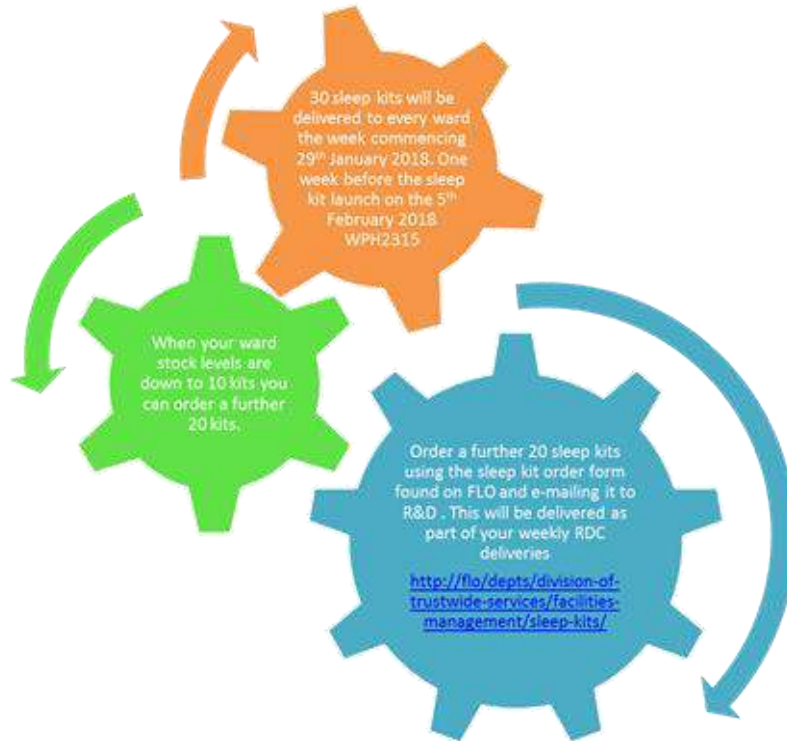 30 sleep kits will be
delivered to every ward
the week commencing
29th January 2018. One
week before the sleep
kit launch on the 5th
February 2018.
WPH2315
When your ward
stock levels are
down to 10 kits you
can order a further
20 kits.
Order a further 20 sleep kits
using the sleep kit order form
found on FLO and e-mailing it to
R&D . This will be delivered as
part of your weekly RDC
deliveries
http://flo/depts/division-of-
trustwide-services/facilities-
management/sleep-kits/